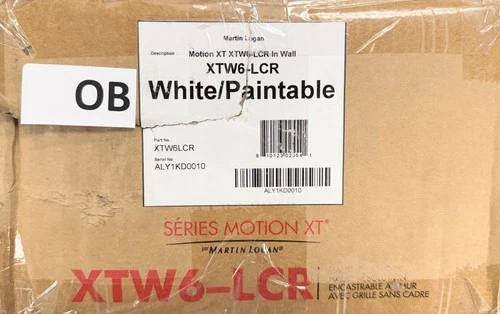 Martin Logan
Description Motion XT XTW6-LCR In Wall
XTW6-LCR
OB
White/Paintable
Part No.
XTW6LCR
Serial No.
ALY1KD0010
ALY1KD0010
SÉRIES MOTION XT®
PAR MARTIN LOGAN®
XTW6-LCR
ENCASTRABLE MUR
AVEC GRILLE SANS CADRE